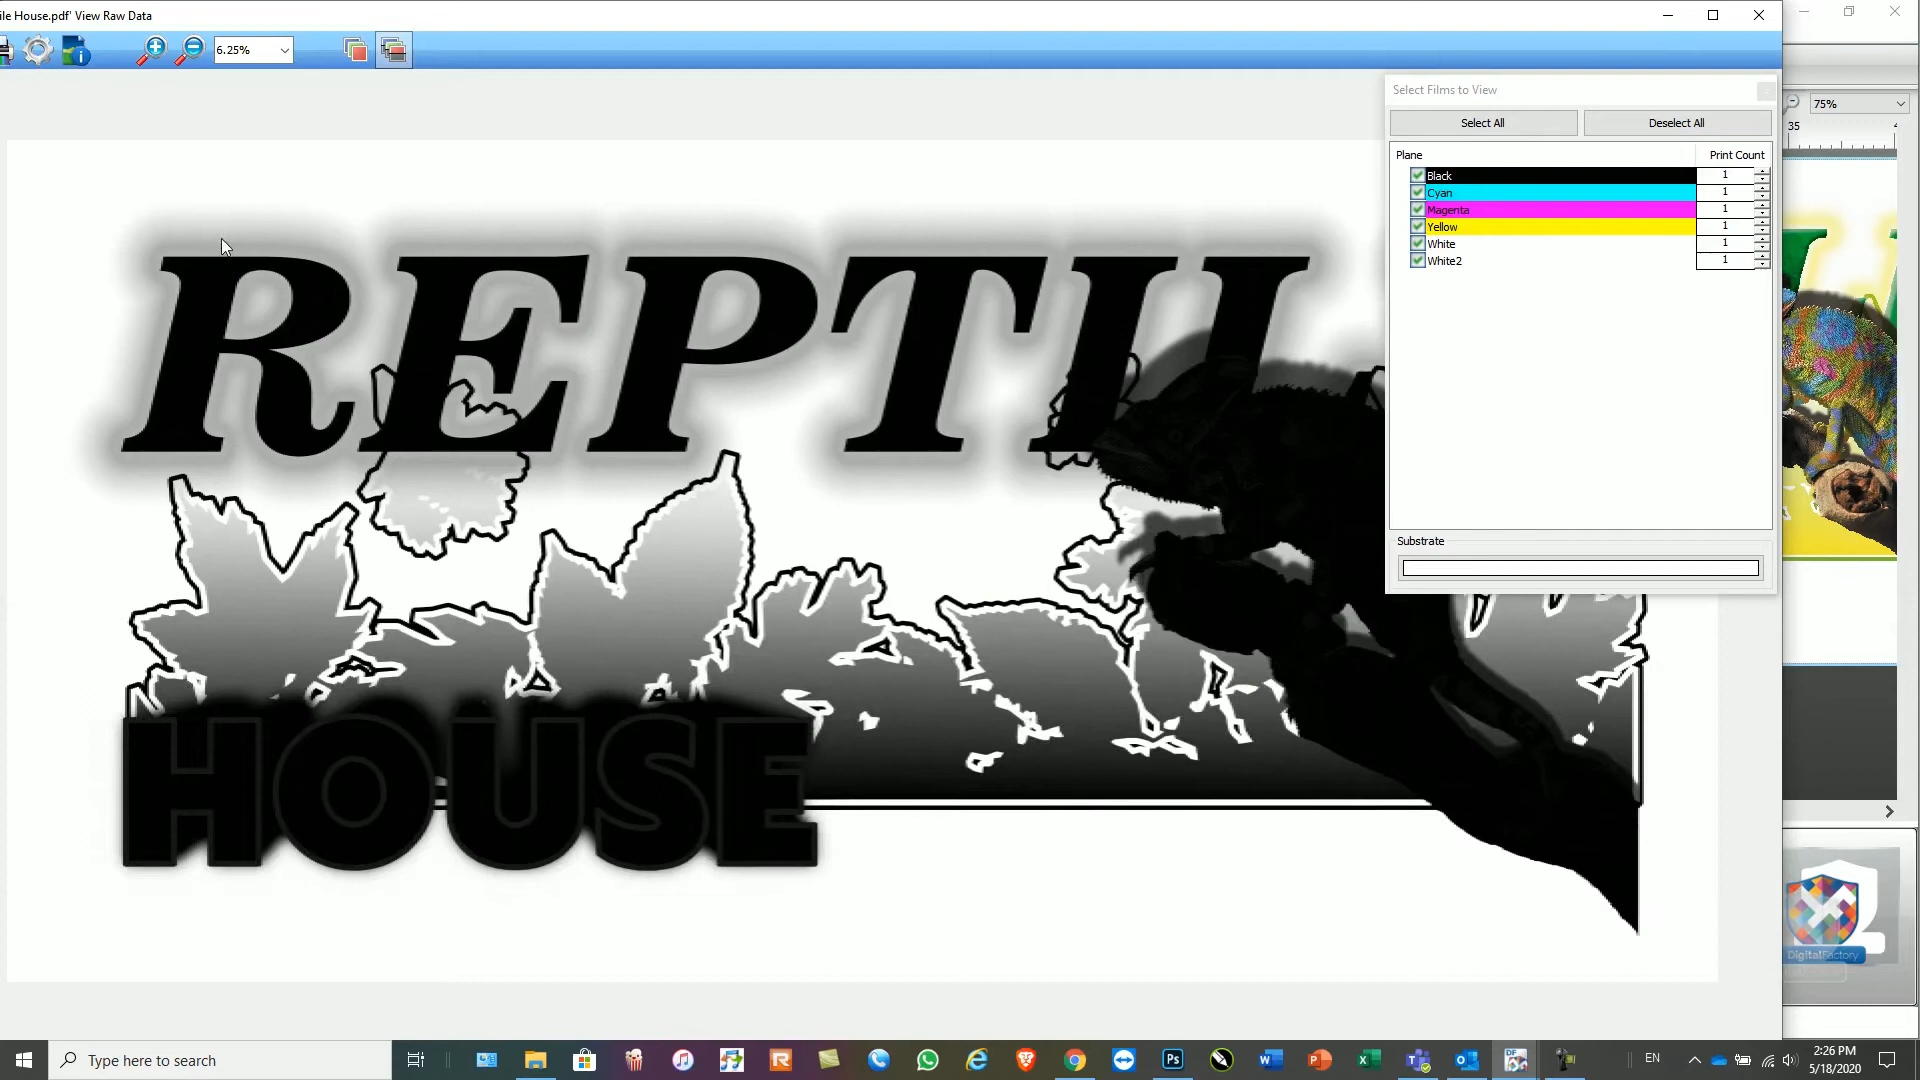 ile House.pdf' View Raw Data
6.25%
Select Films to View
Select All
Deselect All
Plane
Print Count
Black 1
Cyan 1
Magenta 1
Yellow 1
White 1
White2 1
Substrate
75%
35
REPTIL
HOUSE
DigitalFactory
Type here to search
EN
2:26 PM
5/18/2020